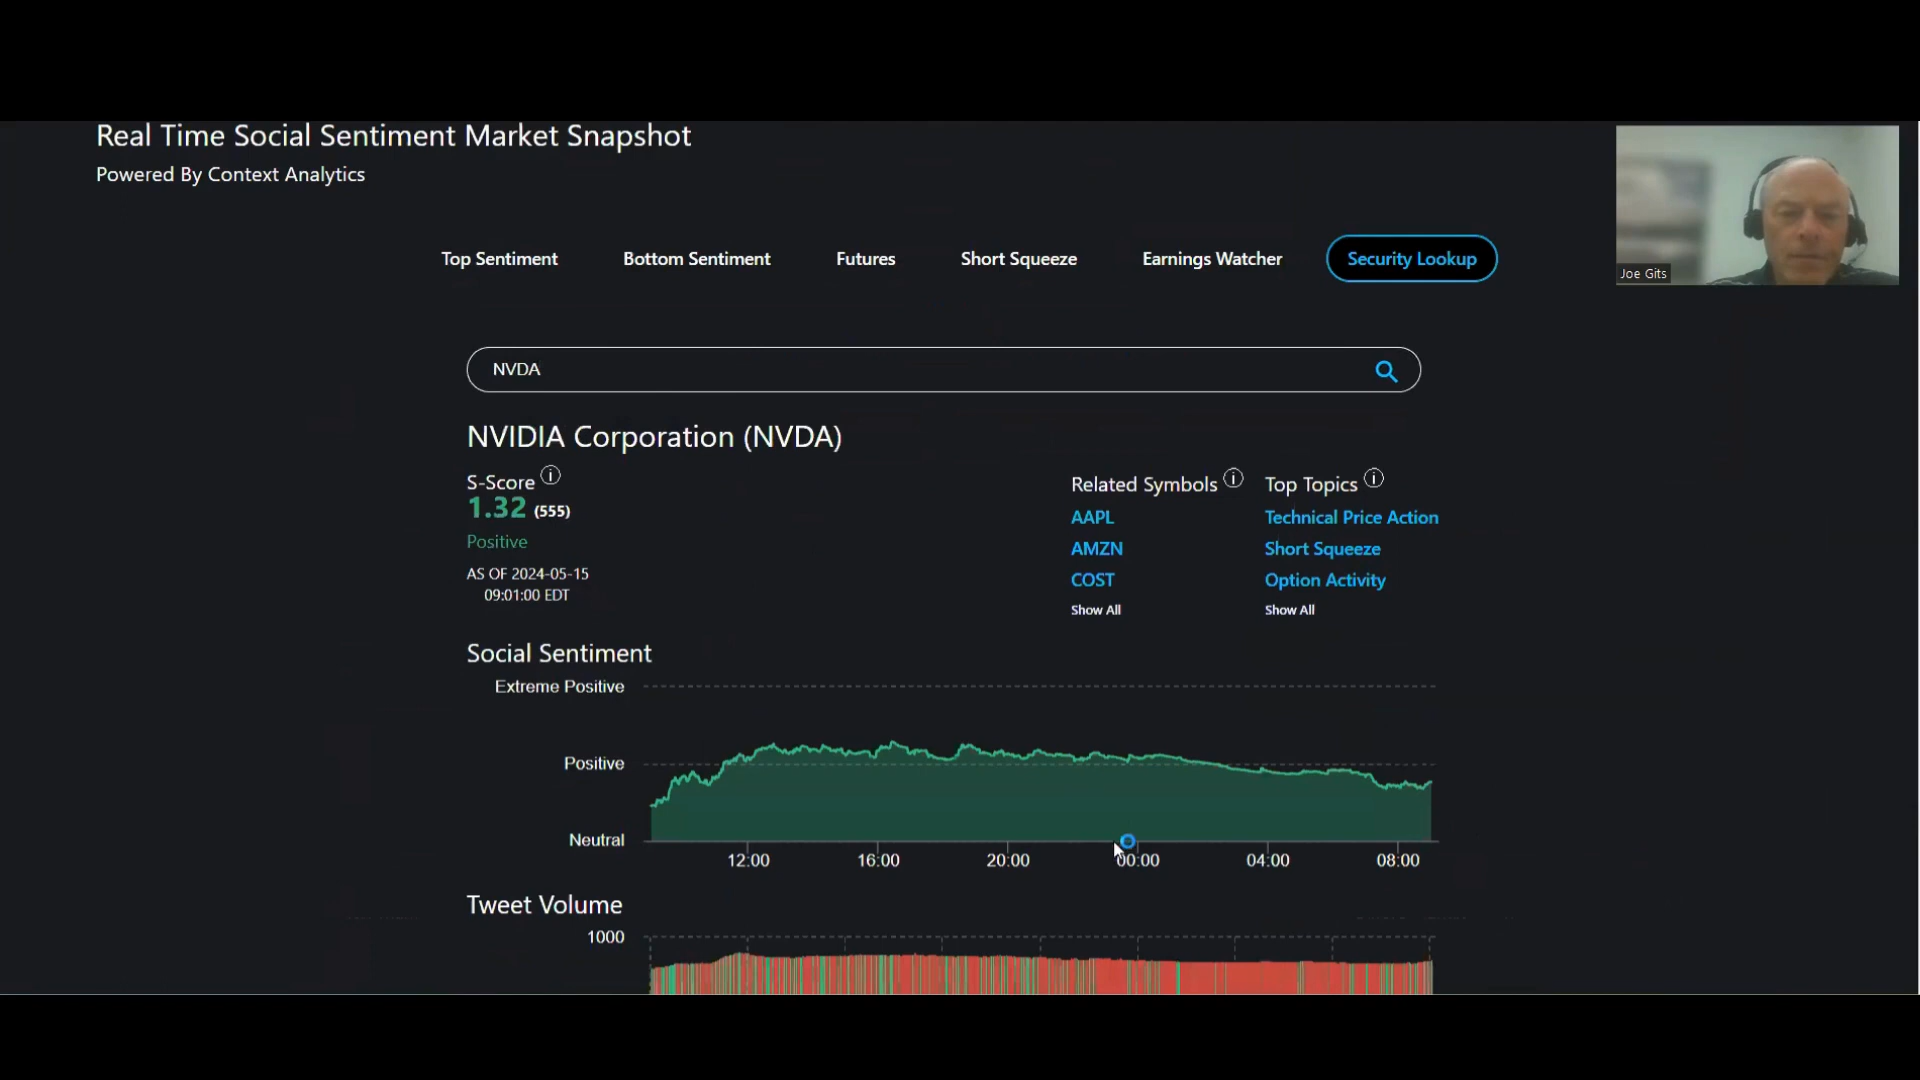 Real Time Social Sentiment Market Snapshot
Powered By Context Analytics
Joe Gits
Top Sentiment
Bottom Sentiment
Futures
Short Squeeze
Earnings Watcher
Security Lookup
NVDA
NVIDIA Corporation (NVDA)
S-Score
1.32 (555)
Positive
AS OF 2024-05-15
09:01:00 EDT
Related Symbols
AAPL
AMZN
COST
Show All
Top Topics
Technical Price Action
Short Squeeze
Option Activity
Show All
Social Sentiment
Extreme Positive
Positive
Neutral
12:00 16:00 20:00 00:00 04:00 08:00
Tweet Volume
1000